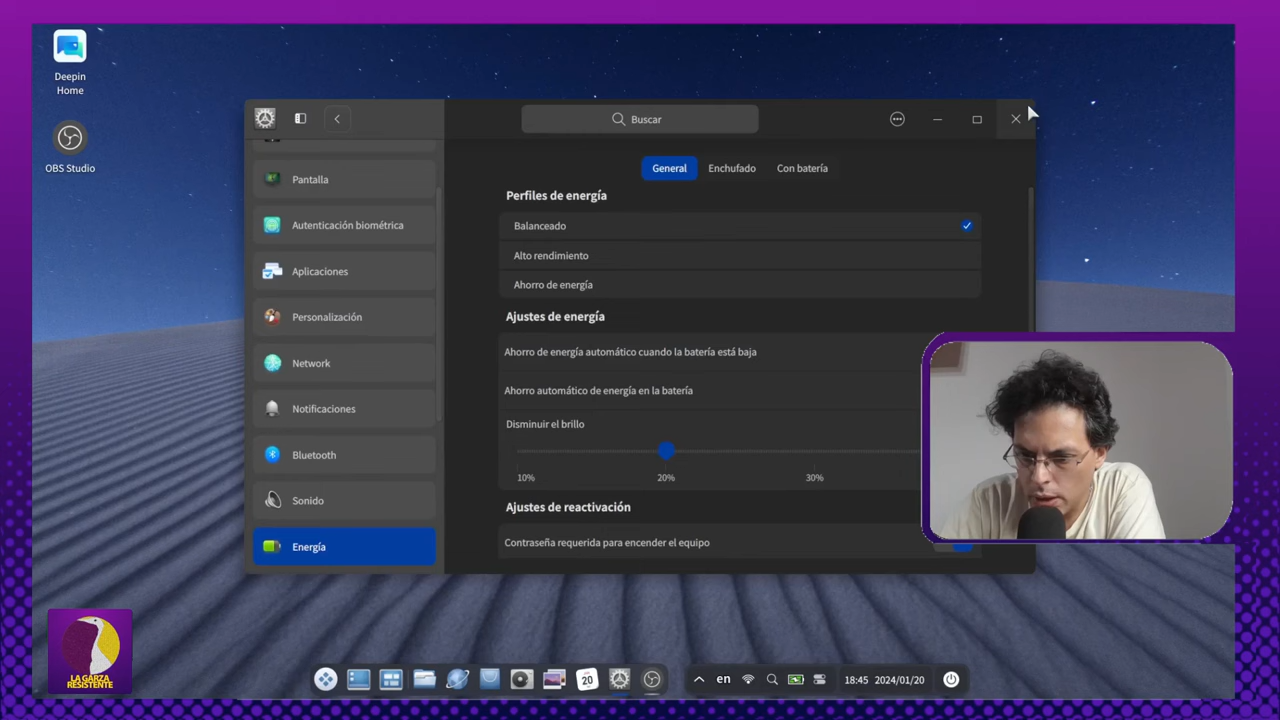 Deepin
Home
OBS Studio
Buscar
Pantalla
Autenticación biométrica
Aplicaciones
Personalización
Network
Notificaciones
Bluetooth
Sonido
Energía
General
Enchufado
Con batería
Perfiles de energía
Balanceado
Alto rendimiento
Ahorro de energía
Ajustes de energía
Ahorro de energía automático cuando la batería está baja
Ahorro automático de energía en la batería
Disminuir el brillo
10%
20%
30%
Ajustes de reactivación
Contraseña requerida para encender el equipo
LA GARZA
RESISTENTE
20
en
18:45
2024/01/20